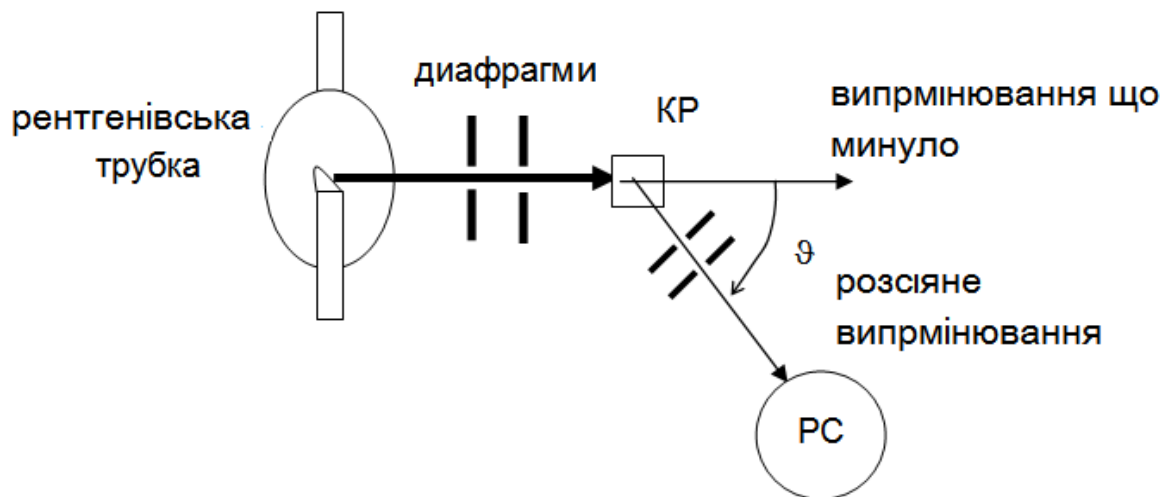 диафрагми
КР
випрмінювання що
минуло
рентгенівська
трубка
ϑ
розсіяне
випрмінювання
РС